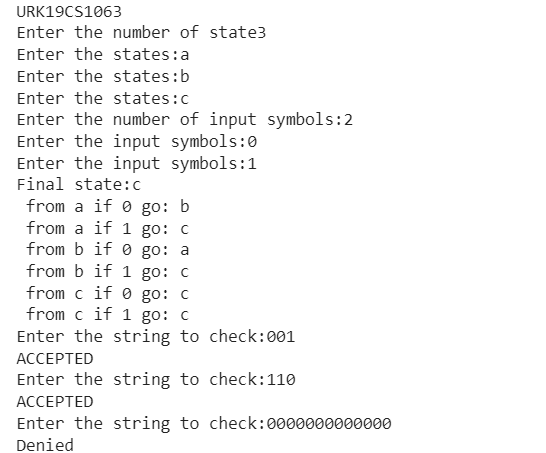 URK19CS1063
Enter the number of state3
Enter the states:a
Enter the states:b
Enter the states:c
Enter the number of input symbols:2
Enter the input symbols:0
Enter the input symbols:1
Final state:c
from a if 0 go: b
from a if 1 go: c
from b if 0 go: a
from b if 1 go: c
from c if 0 go: c
from c if 1 go: c
Enter the string to check:001
ACCEPTED
Enter the string to check:110
ACCEPTED
Enter the string to check:0000000000000
Denied